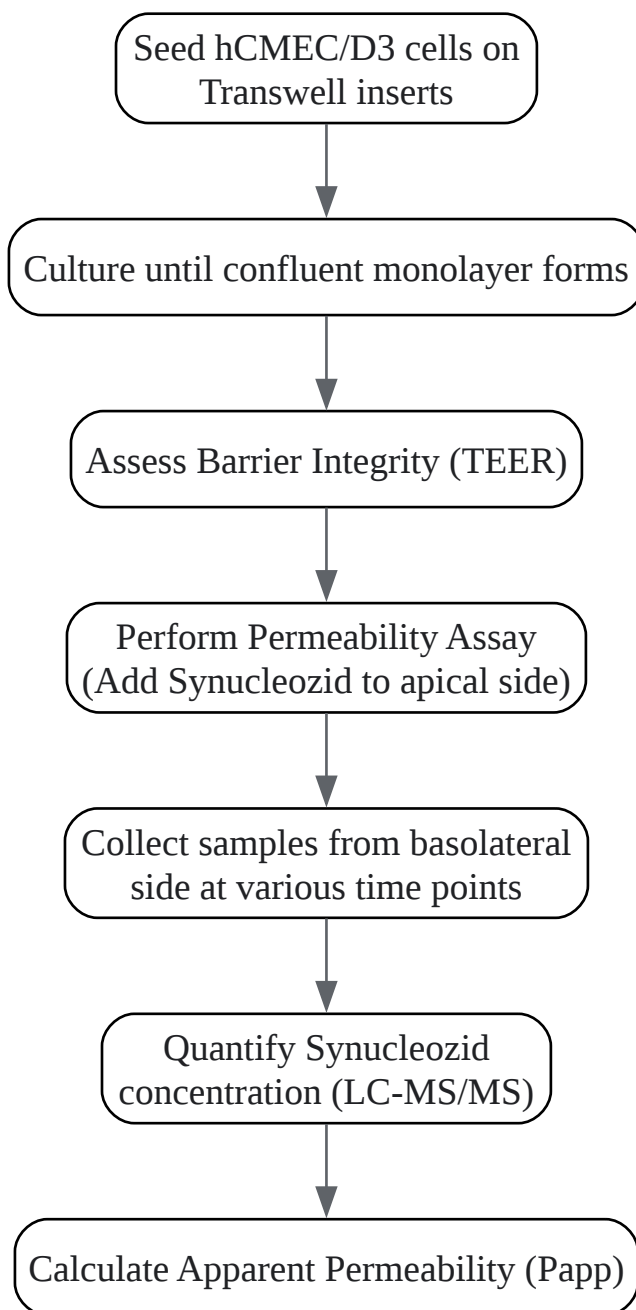 Seed hCMEC/D3 cells on
Transwell inserts
Culture until confluent monolayer forms
Assess Barrier Integrity (TEER)
Perform Permeability Assay
(Add Synucleozid to apical side)
Collect samples from basolateral
side at various time points
Quantify Synucleozid
concentration (LC-MS/MS)
Calculate Apparent Permeability (Papp)